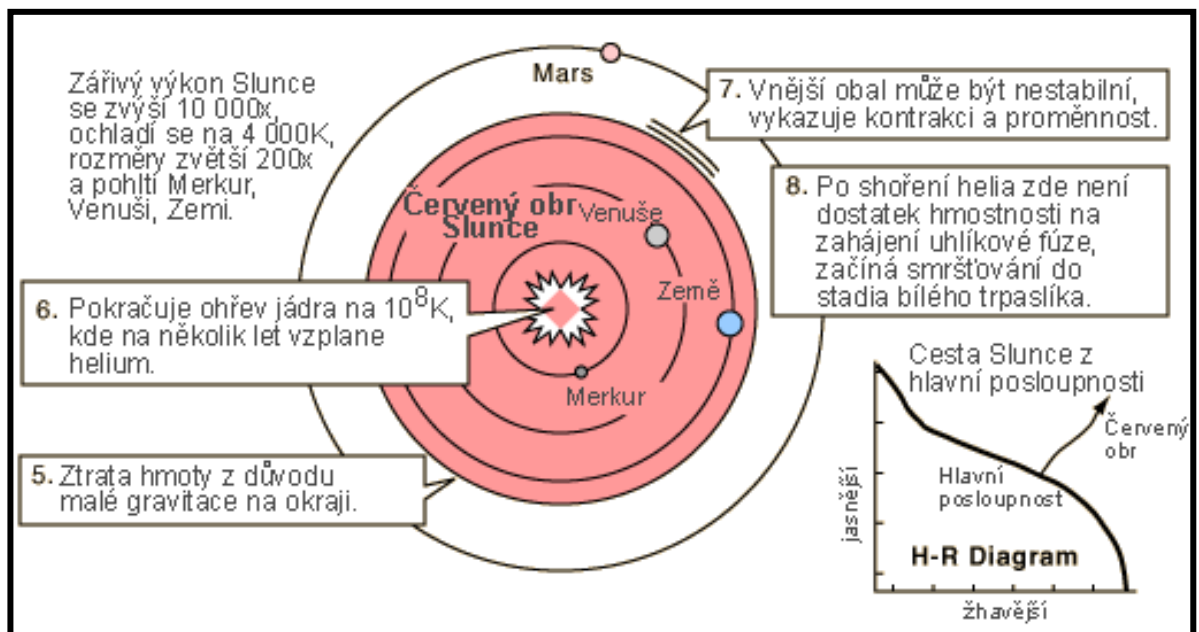 Zářivý výkon Slunce
se zvýší 10 000x,
ochladí se na 4 000K,
rozměry zvětší 200x
a pohltí Merkur,
Venuši, Zemi.
Mars
7. Vnější obal může být nestabilní,
vykazuje kontrakci a proměnnost.
8. Po shoření helia zde není
dostatek hmostnosti na
zahájení uhlíkové fúze,
začíná smršťování do
stadia bílého trpaslíka.
Červený obr
Slunce
Venuše
Země
Merkur
6. Pokračuje ohřev jádra na 10⁸K,
kde na několik let vzplane
helium.
5. Ztrata hmoty z důvodu
malé gravitace na okraji.
Cesta Slunce z
hlavní posloupnosti
Červený
obr
Hlavní
posloupnost
jasnější
H-R Diagram
žhavější